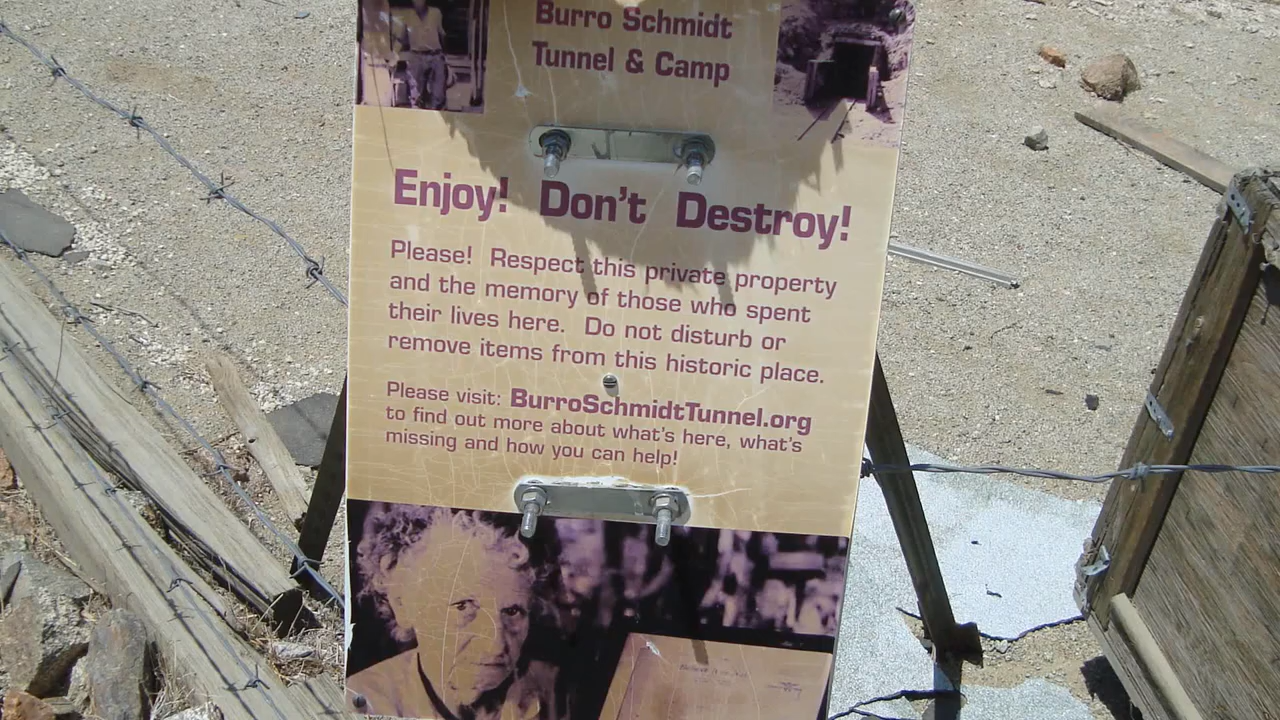 Burro Schmidt
Tunnel & Camp
Enjoy! Don't Destroy!
Please! Respect this private property
and the memory of those who spent
their lives here. Do not disturb or
remove items from this historic place.
Please visit: BurroSchmidtTunnel.org
to find out more about what's here, what's
missing and how you can help!